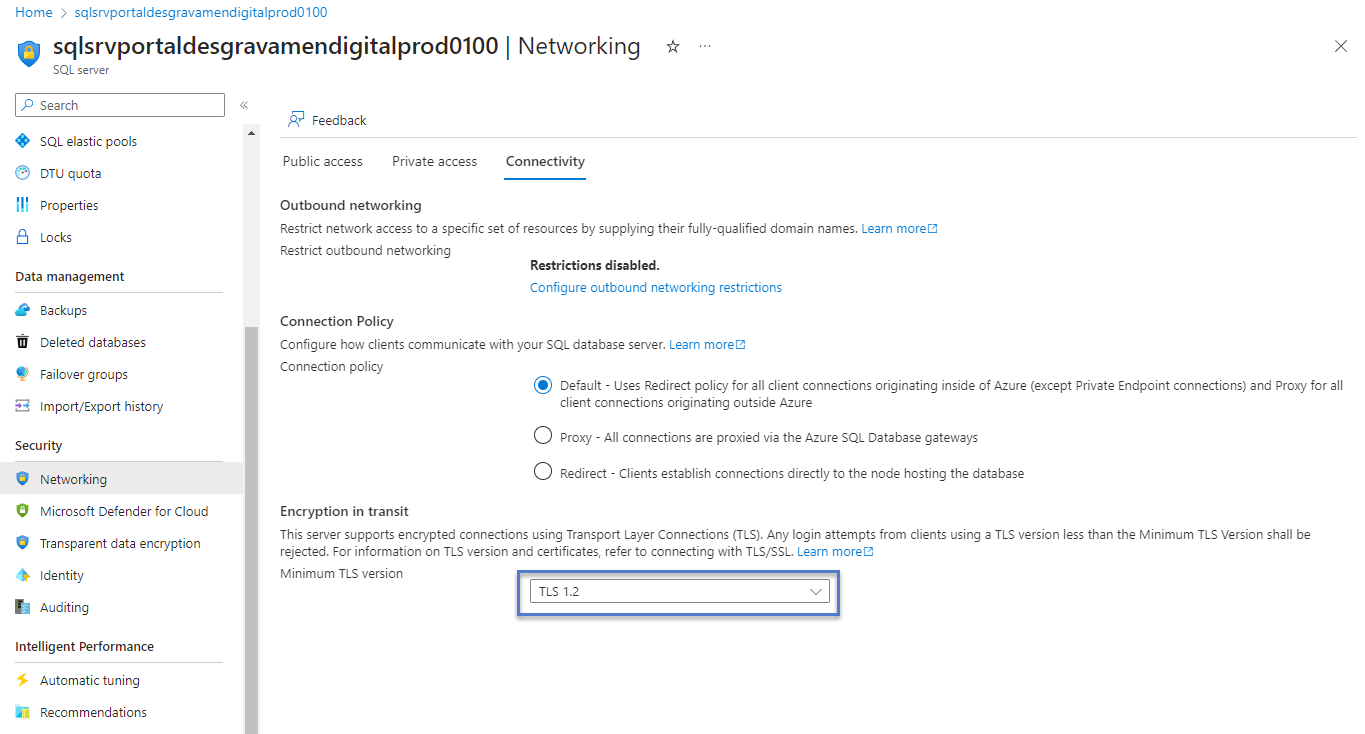 Home > sqlsrvportaldesgravamendigitalprod0100
sqlsrvportaldesgravamendigitalprod0100 | Networking
SQL server
Search
SQL elastic pools
DTU quota
Properties
Locks
Data management
Backups
Deleted databases
Failover groups
Import/Export history
Security
Networking
Microsoft Defender for Cloud
Transparent data encryption
Identity
Auditing
Intelligent Performance
Automatic tuning
Recommendations
Feedback
Public access
Private access
Connectivity
Outbound networking
Restrict network access to a specific set of resources by supplying their fully-qualified domain names. Learn more
Restrict outbound networking
Restrictions disabled.
Configure outbound networking restrictions
Connection Policy
Configure how clients communicate with your SQL database server. Learn more
Connection policy
Default - Uses Redirect policy for all client connections originating inside of Azure (except Private Endpoint connections) and Proxy for all
client connections originating outside Azure
Proxy - All connections are proxied via the Azure SQL Database gateways
Redirect - Clients establish connections directly to the node hosting the database
Encryption in transit
This server supports encrypted connections using Transport Layer Connections (TLS). Any login attempts from clients using a TLS version less than the Minimum TLS Version shall be
rejected. For information on TLS version and certificates, refer to connecting with TLS/SSL. Learn more
Minimum TLS version
TLS 1.2